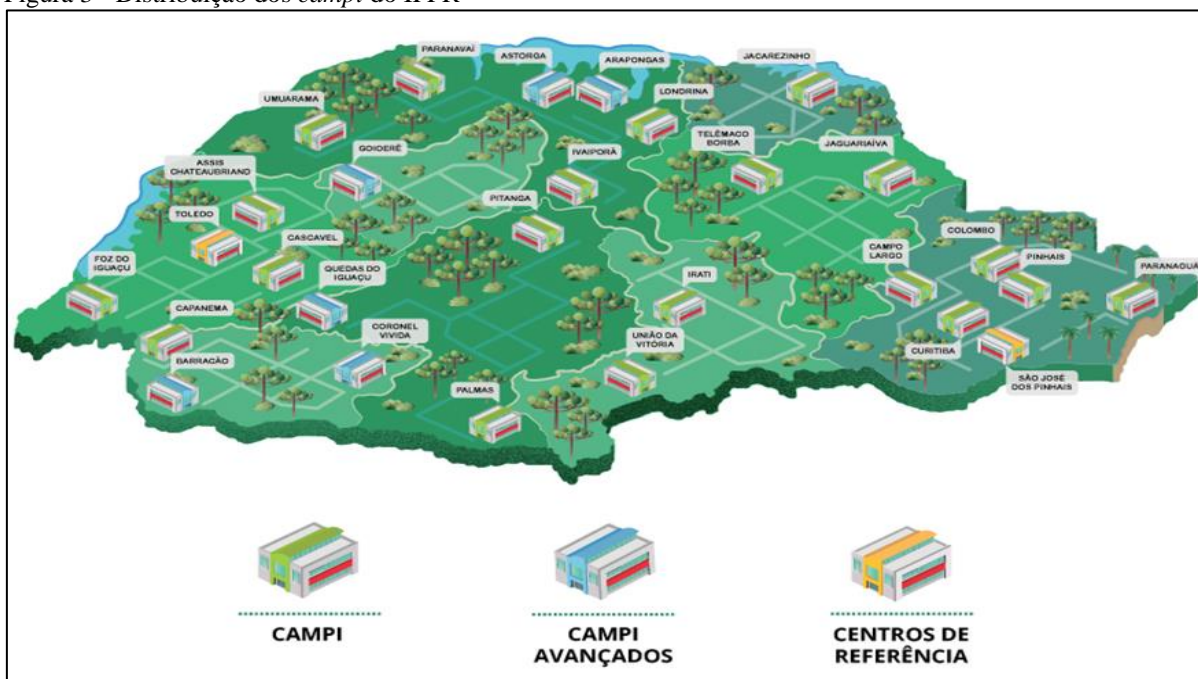 PARANAVAÍ
ASTORGA
ARAPONGAS
JACAREZINHO
UMUARAMA
LONDRINA
GOIOERÊ
IVAIPORÃ
TELÊMACO
BORBA
JAGUARIAÍVA
ASSIS
CHATEAUBRIAND
TOLEDO
PITANGA
CASCAVEL
COLOMBO
FOZ DO
IGUAÇU
QUEDAS DO
IGUAÇU
IRATI
CAMPO
LARGO
PINHAIS
PARANAGUÁ
CAPANEMA
CORONEL
VIVIDA
UNIÃO DA
VITÓRIA
BARRACÃO
CURITIBA
PALMAS
SÃO JOSÉ
DOS PINHAIS
CAMPI
CAMPI
AVANÇADOS
CENTROS DE
REFERÊNCIA